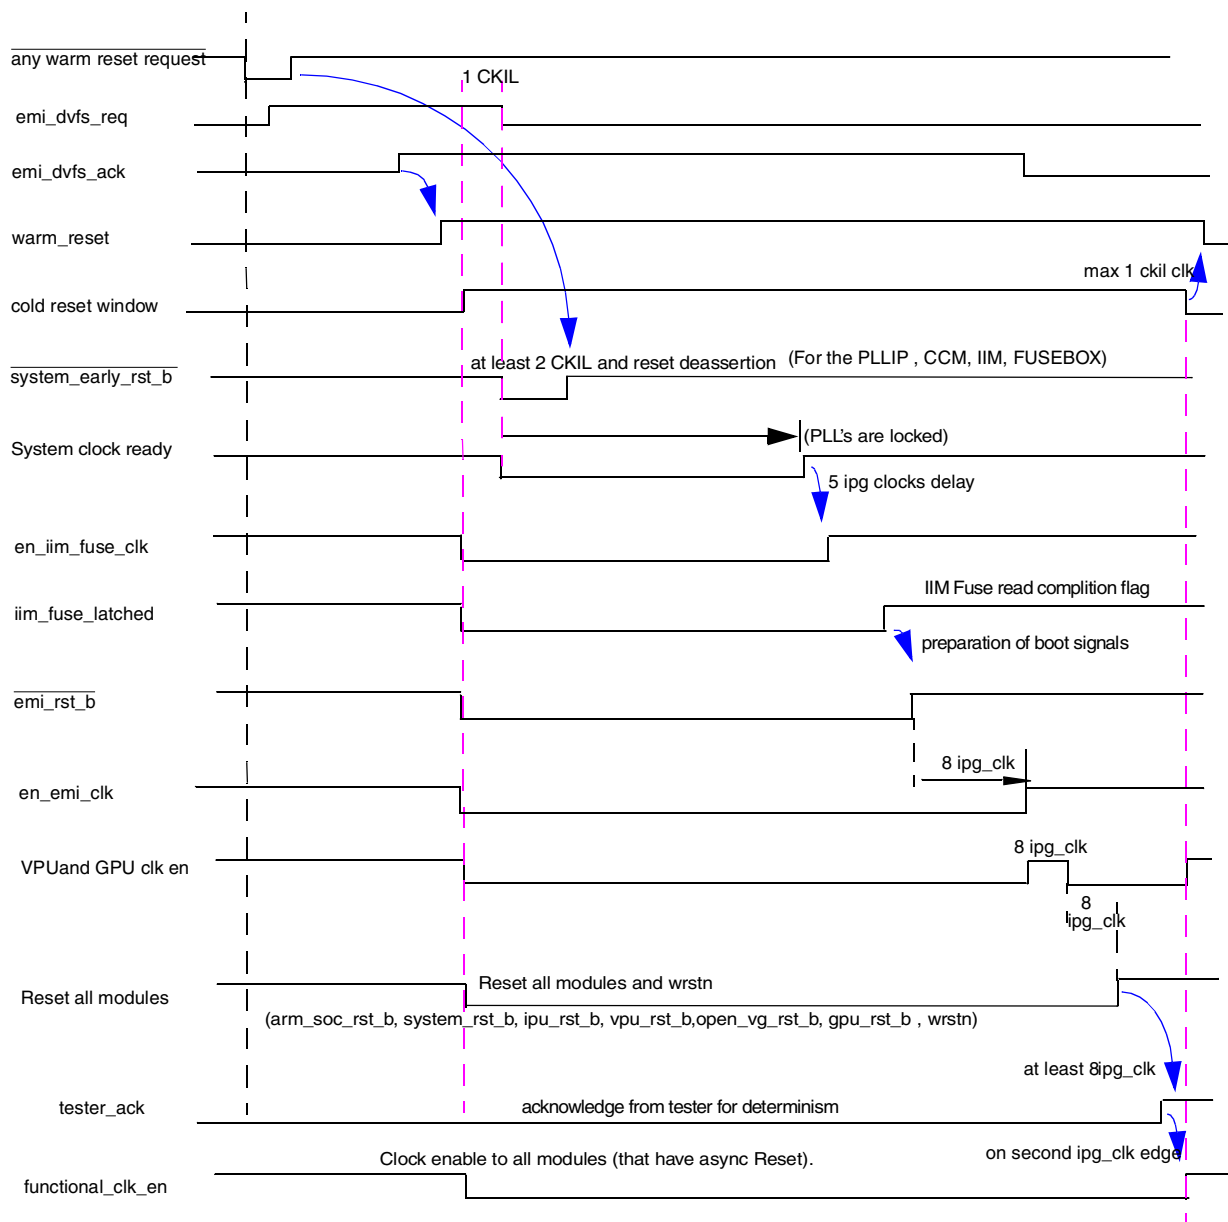 any warm reset request
1 CKIL
emi_dvfs_req
emi_dvfs_ack
warm_reset
max 1 ckil clk
cold reset window
at least 2 CKIL and reset deassertion (For the PLLIP , CCM, IIM, FUSEBOX)
system_early_rst_b
(PLL's are locked)
System clock ready
5 ipg clocks delay
en_iim_fuse_clk
IIM Fuse read complition flag
iim_fuse_latched
preparation of boot signals
emi_rst_b
8 ipg_clk
en_emi_clk
8 ipg_clk
VPUand GPU clk en
8
ipg_clk
Reset all modules and wrstn
Reset all modules
(arm_soc_rst_b, system_rst_b, ipu_rst_b, vpu_rst_b,open_vg_rst_b, gpu_rst_b , wrstn)
at least 8ipg_clk
tester_ack
acknowledge from tester for determinism
on second ipg_clk edge
Clock enable to all modules (that have async Reset).
functional_clk_en